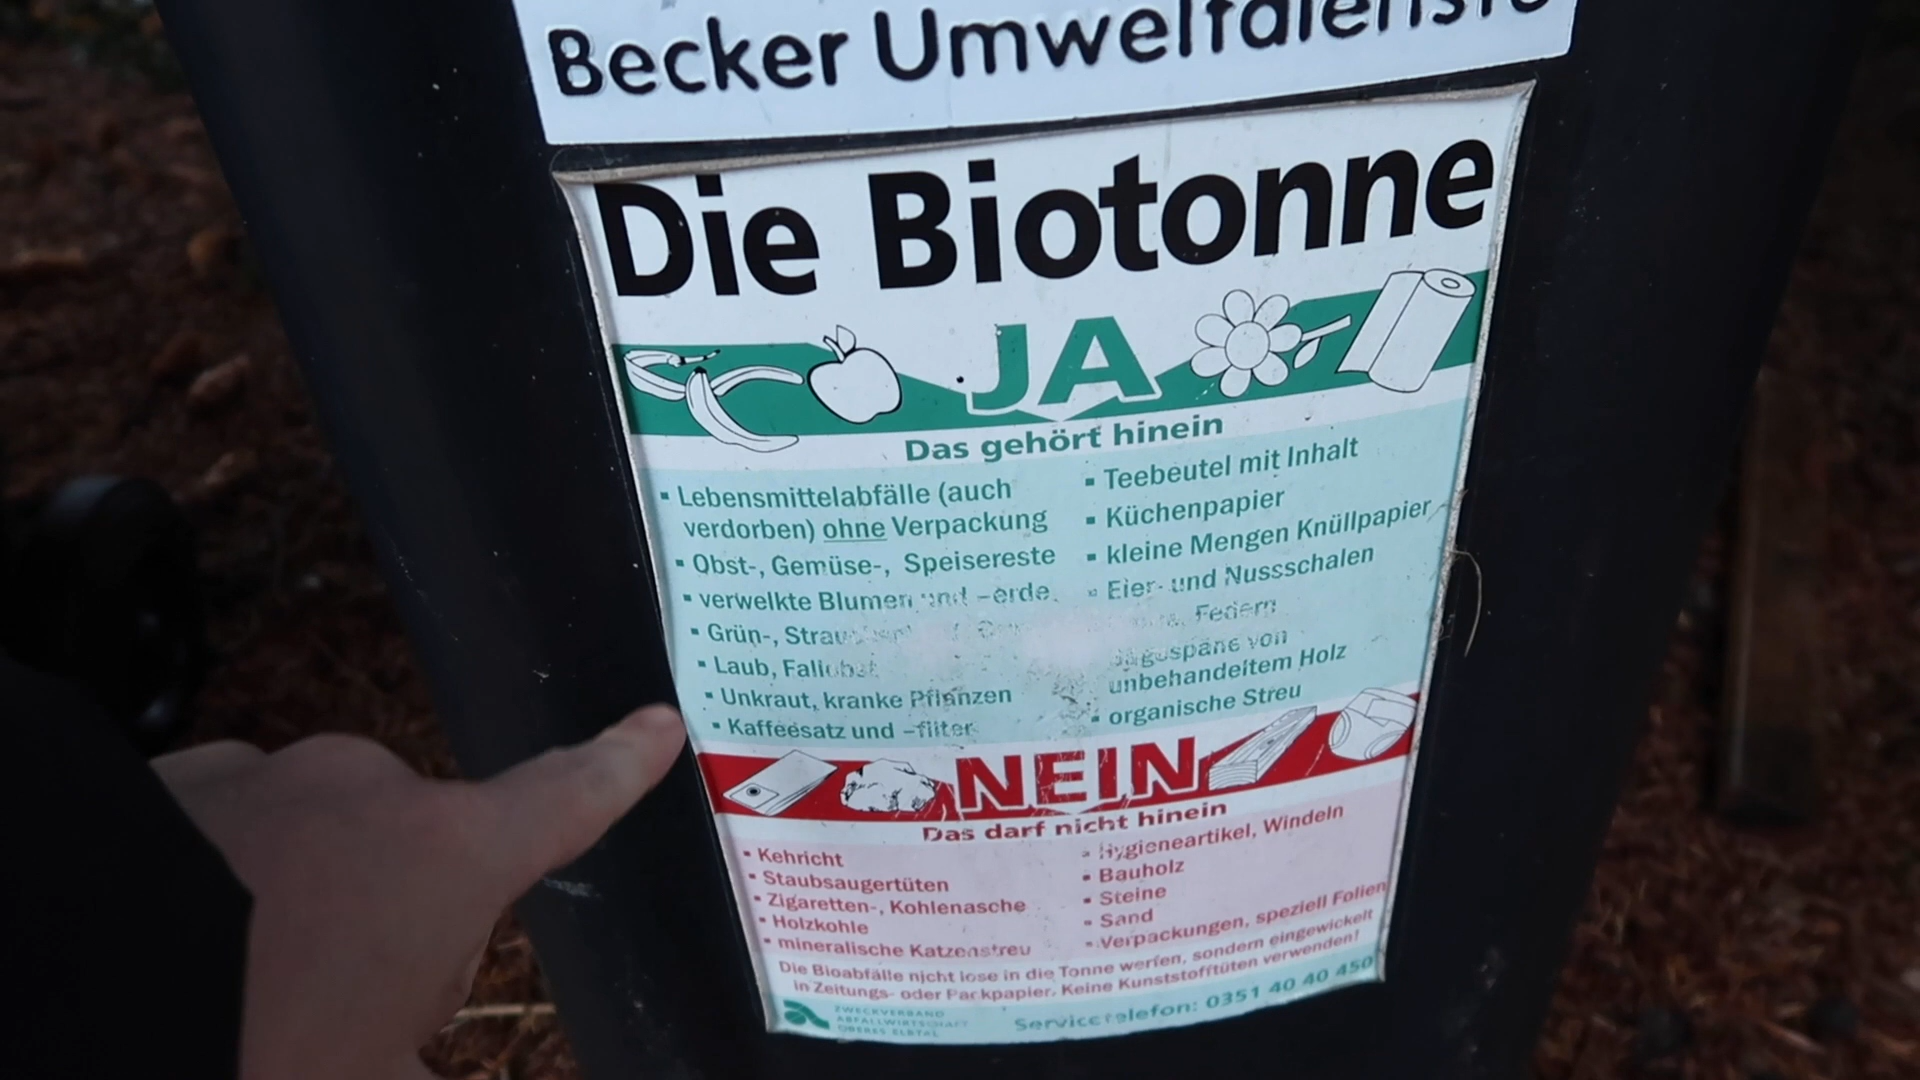 Becker Umweltdienste
Die Biotonne
JA
Das gehört hinein
▪ Lebensmittelabfälle (auch
verdorben) ohne Verpackung
▪ Obst-, Gemüse-, Speisereste
▪ verwelkte Blumen und –erde
▪ Grün-,
▪ Laub, Fallobst
▪ Unkraut, kranke Pflanzen
▪ Kaffeesatz und –filter
▪ Teebeutel mit Inhalt
▪ Küchenpapier
▪ kleine Mengen Knüllpapier
▪ Eier- und Nussschalen
Federn
Sägespäne von
unbehandeltem Holz
▪ organische Streu
NEIN
Das darf nicht hinein
▪ Kehricht
▪ Staubsaugertüten
▪ Zigaretten-, Kohlenasche
▪ Holzkohle
▪ mineralische Katzenstreu
▪ Hygieneartikel, Windeln
▪ Bauholz
▪ Steine
▪ Sand
▪ Verpackungen, speziell Folien
Die Bioabfälle nicht lose in die Tonne werfen, sondern eingewickelt
in Zeitungs- oder Packpapier. Keine Kunststofftüten verwenden!
ZWECKVERBAND
ABFALLWIRTSCHAFT
OBERES ELBTAL
Servicetelefon: 0351 40 40 450